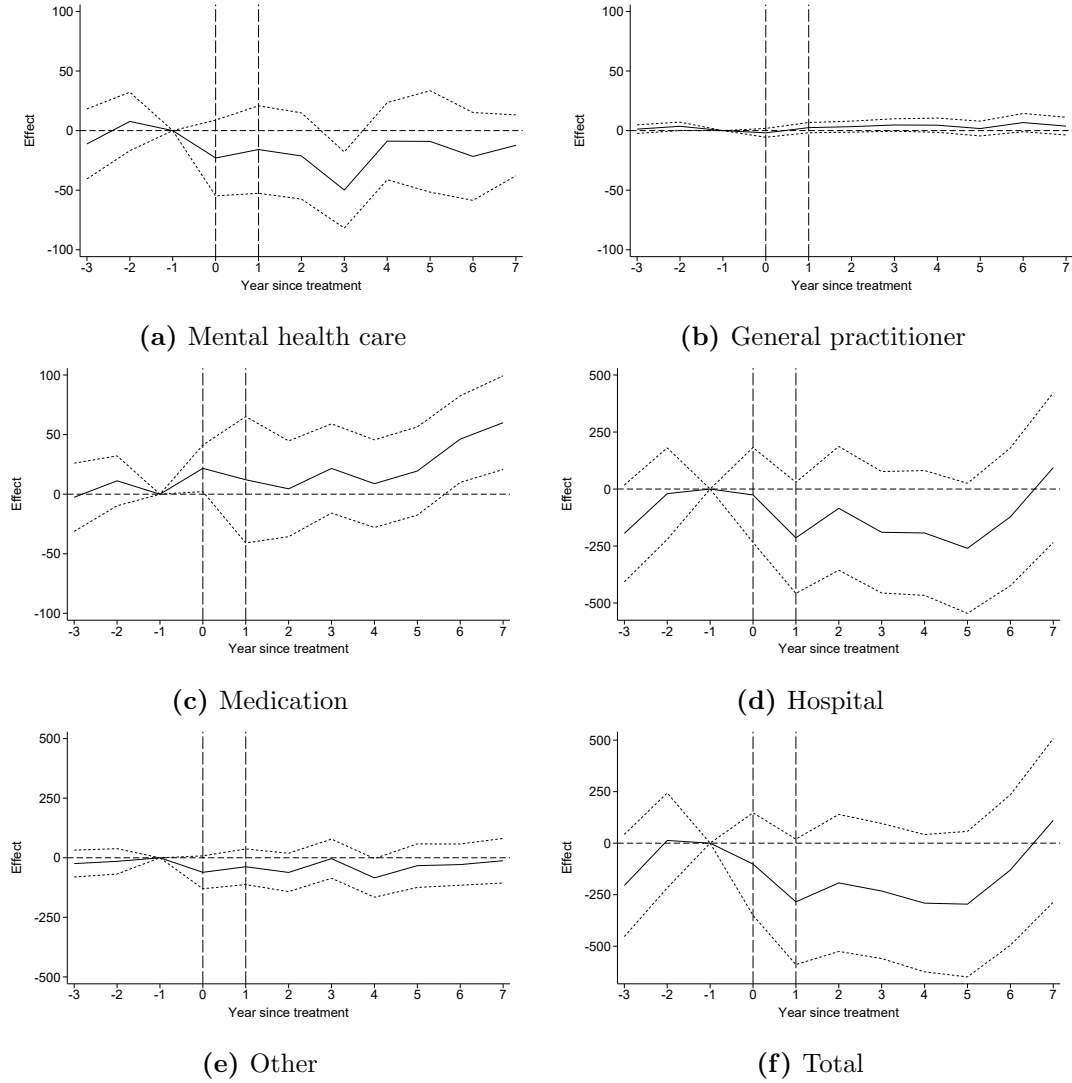 100
50
0
-50
-100
Effect
-3 -2 -1 0 1 2 3 4 5 6 7
Year since treatment
(a) Mental health care
100
50
0
-50
-100
Effect
-3 -2 -1 0 1 2 3 4 5 6 7
Year since treatment
(b) General practitioner
100
50
0
-50
-100
Effect
-3 -2 -1 0 1 2 3 4 5 6 7
Year since treatment
(c) Medication
500
250
0
-250
-500
Effect
-3 -2 -1 0 1 2 3 4 5 6 7
Year since treatment
(d) Hospital
500
250
0
-250
-500
Effect
-3 -2 -1 0 1 2 3 4 5 6 7
Year since treatment
(e) Other
500
250
0
-250
-500
Effect
-3 -2 -1 0 1 2 3 4 5 6 7
Year since treatment
(f) Total